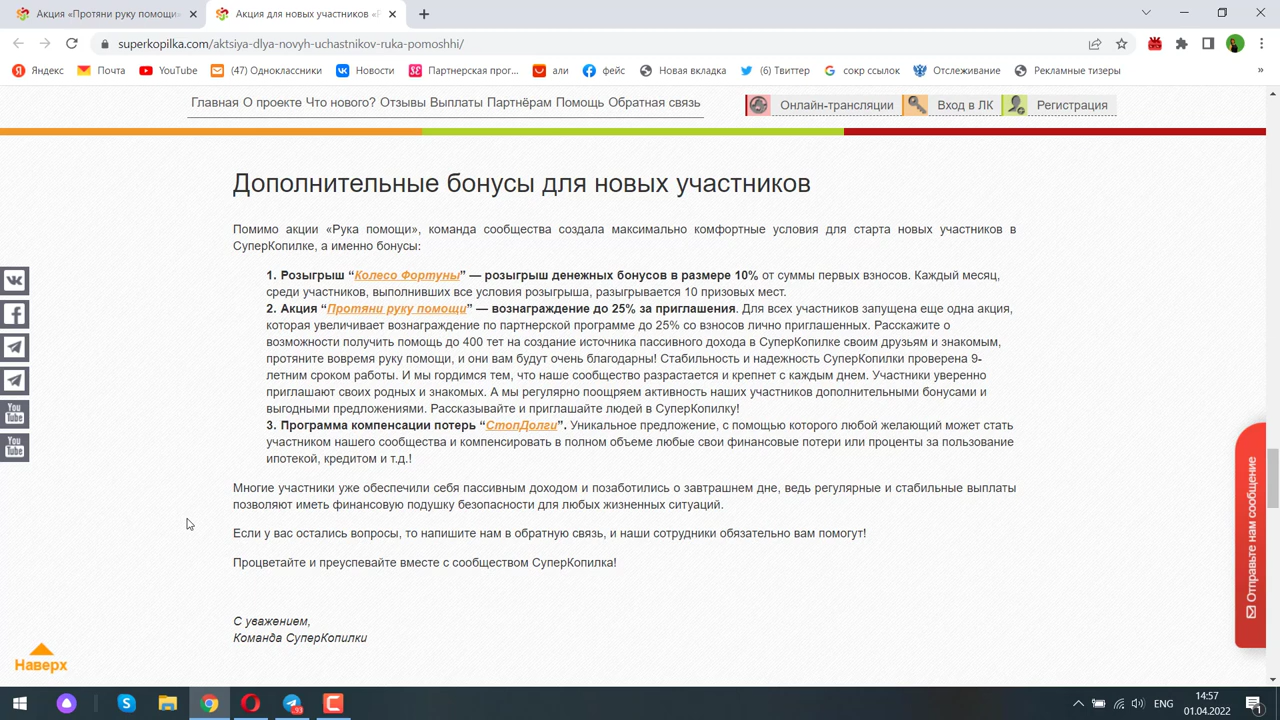 Акция «Протяни руку помощи»
Акция для новых участников «Р
superkopilka.com/aktsiya-dlya-novyh-uchastnikov-ruka-pomoshhi/
Яндекс Почта YouTube (47) Одноклассники Новости Партнерская прог... али фейс Новая вкладка (6) Твиттер сокр ссылок Отслеживание Рекламные тизеры »
Главная О проекте Что нового? Отзывы Выплаты Партнёрам Помощь Обратная связь
Онлайн-трансляции Вход в ЛК Регистрация
Дополнительные бонусы для новых участников
Помимо акции «Рука помощи», команда сообщества создала максимально комфортные условия для старта новых участников в
СуперКопилке, а именно бонусы:
1. Розыгрыш “Колесо Фортуны” — розыгрыш денежных бонусов в размере 10% от суммы первых взносов. Каждый месяц,
среди участников, выполнивших все условия розыгрыша, разыгрывается 10 призовых мест.
2. Акция “Протяни руку помощи” — вознаграждение до 25% за приглашения. Для всех участников запущена еще одна акция,
которая увеличивает вознаграждение по партнерской программе до 25% со взносов лично приглашенных. Расскажите о
возможности получить помощь до 400 тет на создание источника пассивного дохода в СуперКопилке своим друзьям и знакомым,
протяните вовремя руку помощи, и они вам будут очень благодарны! Стабильность и надежность СуперКопилки проверена 9-
летним сроком работы. И мы гордимся тем, что наше сообщество разрастается и крепнет с каждым днем. Участники уверенно
приглашают своих родных и знакомых. А мы регулярно поощряем активность наших участников дополнительными бонусами и
выгодными предложениями. Рассказывайте и приглашайте людей в СуперКопилку!
3. Программа компенсации потерь “СтопДолги”. Уникальное предложение, с помощью которого любой желающий может стать
участником нашего сообщества и компенсировать в полном объеме любые свои финансовые потери или проценты за пользование
ипотекой, кредитом и т.д.!
Многие участники уже обеспечили себя пассивным доходом и позаботились о завтрашнем дне, ведь регулярные и стабильные выплаты
позволяют иметь финансовую подушку безопасности для любых жизненных ситуаций.
Если у вас остались вопросы, то напишите нам в обратную связь, и наши сотрудники обязательно вам помогут!
Процветайте и преуспевайте вместе с сообществом СуперКопилка!
С уважением,
Команда СуперКопилки
You Tube
You Tube
Наверх
Отправьте нам сообщение
93
ENG
14:57
01.04.2022
1